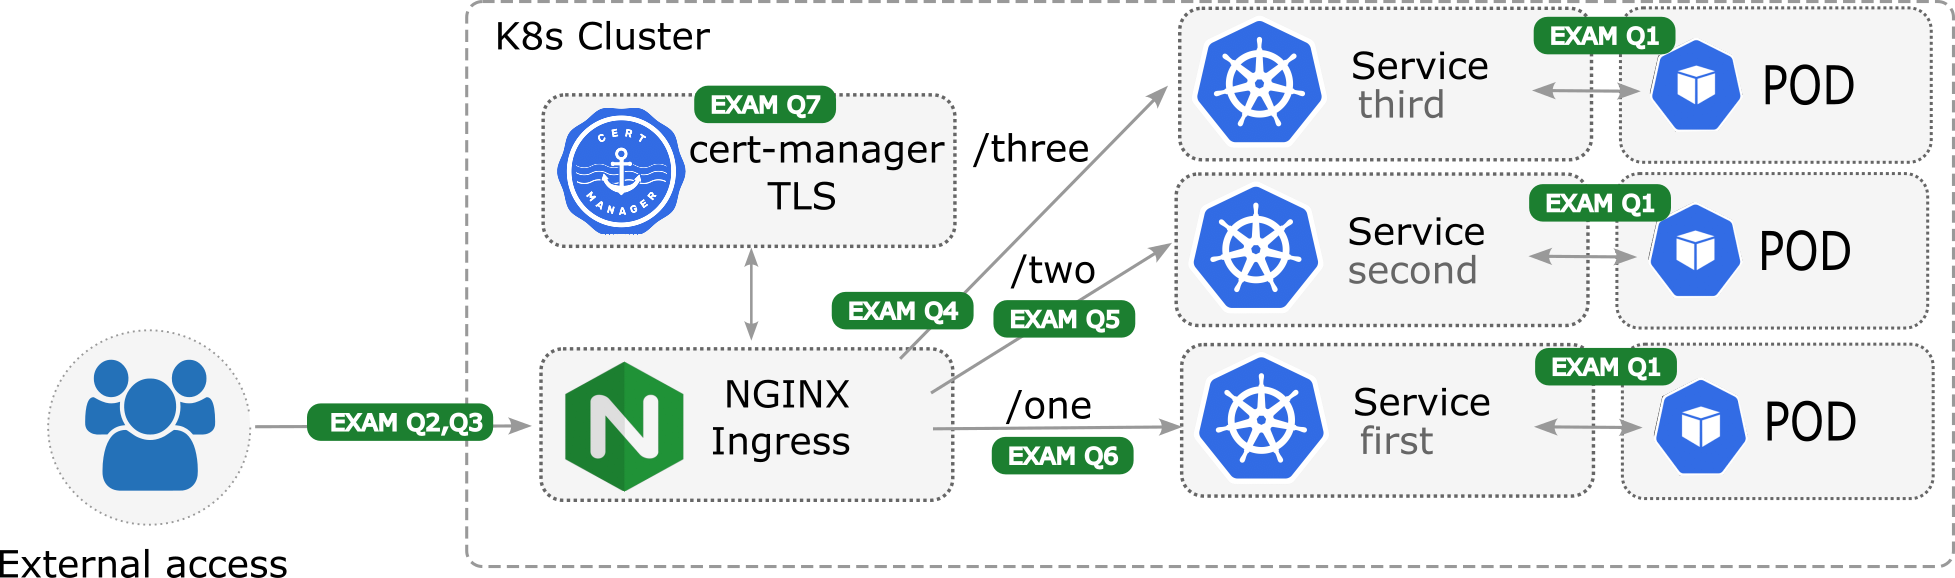 K8s Cluster
EXAM Q7
CERT
MANAGER
cert-manager
TLS
/three
EXAM Q4
/two
EXAM Q5
/one
EXAM Q6
EXAM Q2,Q3
External access
N
NGINX
Ingress
Service
third
EXAM Q1
POD
Service
second
EXAM Q1
POD
Service
first
EXAM Q1
POD